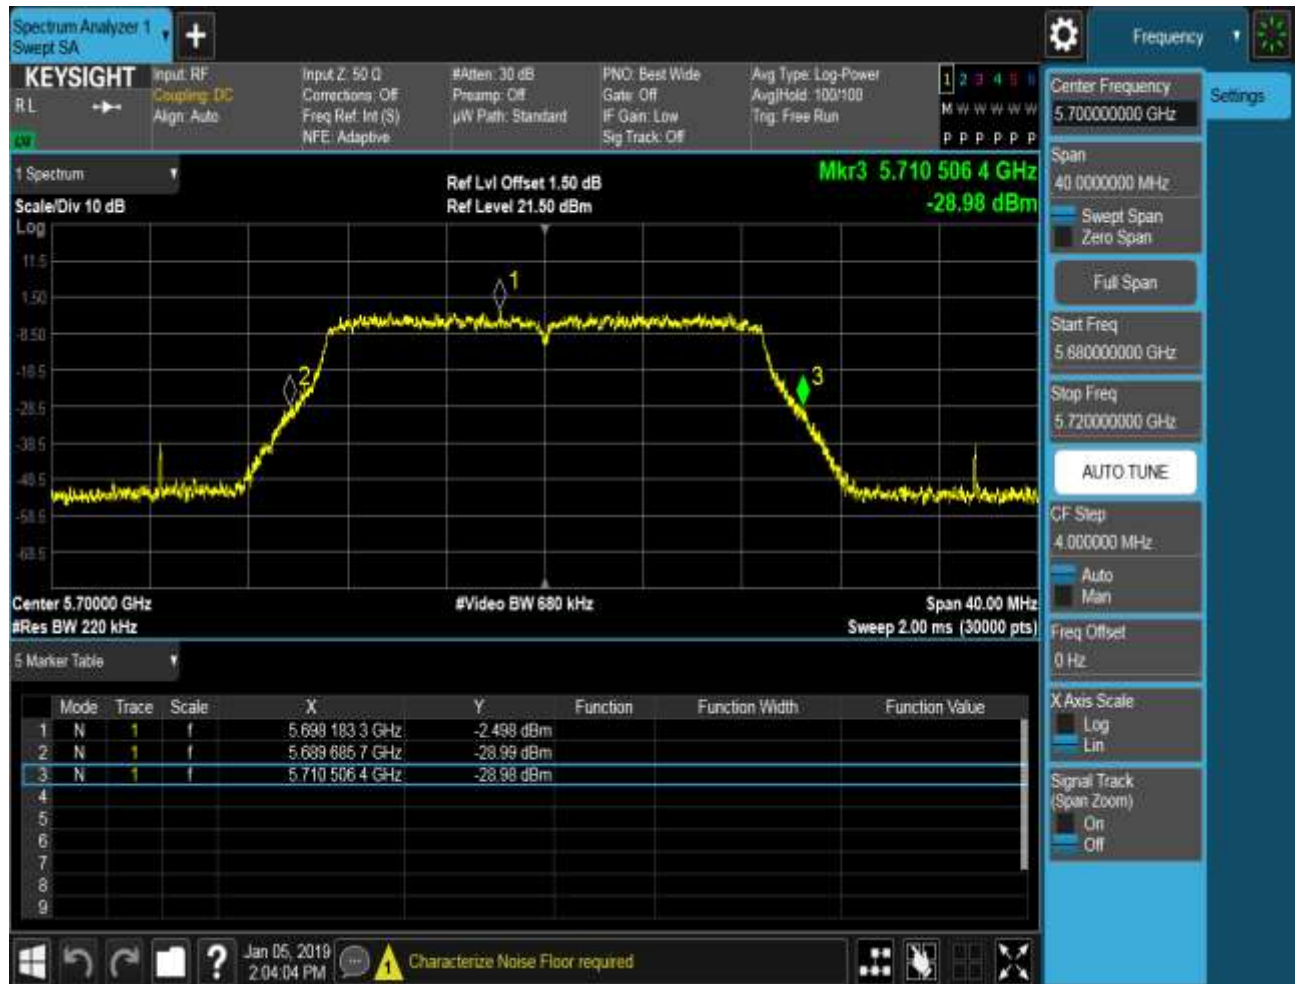 Spectrum Analyzer 1
Swept SA
+
Frequency
KEYSIGHT
RL
Input: RF
Coupling: DC
Align: Auto
Input Z: 50 Ω
Corrections: Off
Freq Ref: Int (S)
NFE: Adaptive
#Atten: 30 dB
Preamp: Off
µW Path: Standard
PNO: Best Wide
Gate: Off
IF Gain: Low
Sig Track: Off
Avg Type: Log-Power
Avg|Hold: 100/100
Trig: Free Run
1 2 3 4 5 6
M W W W W W
P P P P P P
1 Spectrum
Scale/Div 10 dB
Ref Lvl Offset 1.50 dB
Ref Level 21.50 dBm
Mkr3 5.710 506 4 GHz
-28.98 dBm
Log
11.5
1.50
-8.50
-18.5
-28.5
-38.5
-48.5
-58.5
-68.5
1
2
3
Center 5.70000 GHz
#Res BW 220 kHz
#Video BW 680 kHz
Span 40.00 MHz
Sweep 2.00 ms (30000 pts)
5 Marker Table
Mode Trace Scale X Y Function Function Width Function Value
1 N 1 f 5.698 183 3 GHz -2.498 dBm
2 N 1 f 5.689 685 7 GHz -28.99 dBm
3 N 1 f 5.710 506 4 GHz -28.98 dBm
4
5
6
7
8
9
Jan 05, 2019
2:04:04 PM
1
Characterize Noise Floor required
Center Frequency
5.700000000 GHz
Settings
Span
40.0000000 MHz
Swept Span
Zero Span
Full Span
Start Freq
5.680000000 GHz
Stop Freq
5.720000000 GHz
AUTO TUNE
CF Step
4.000000 MHz
Auto
Man
Freq Offset
0 Hz
X Axis Scale
Log
Lin
Signal Track
(Span Zoom)
On
Off